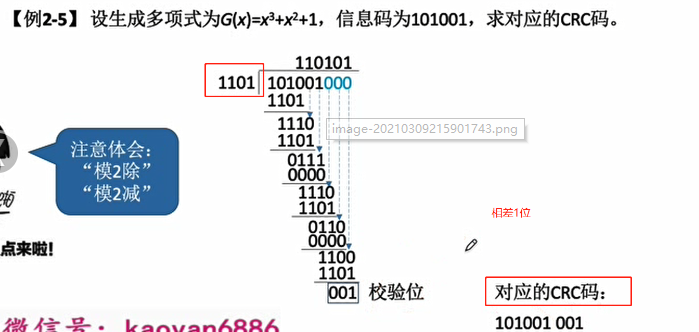 【例2-5】 设生成多项式为G(x)=x³+x²+1，信息码为101001，求对应的CRC码。
110101
1101
101001000
1101
1110
image-20210309215901743.png
1101
注意体会：
“模2除”
“模2减”
0111
0000
1110
1101
相差1位
0110
点来啦！
0000
1100
1101
001 校验位
对应的CRC码：
101001 001
微信号：kaoyan6886